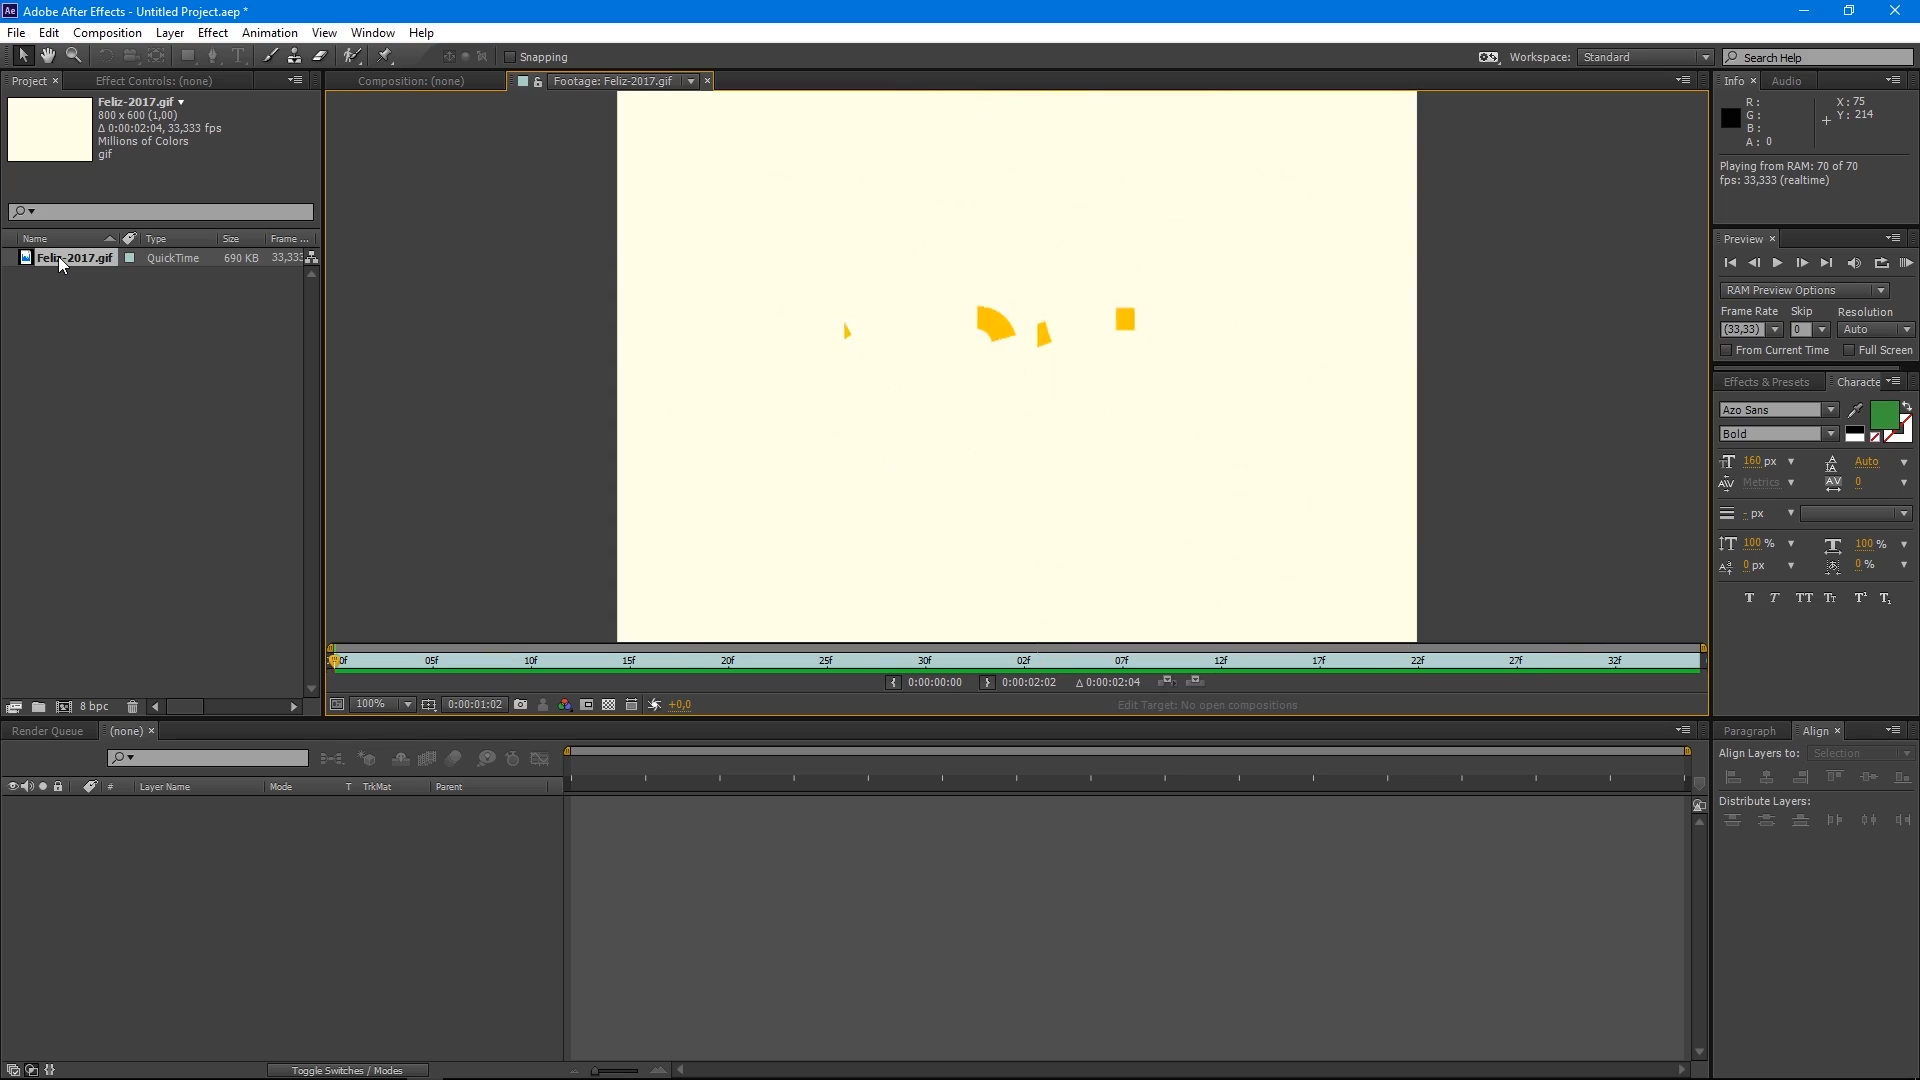 Ae Adobe After Effects - Untitled Project.aep *
File Edit Composition Layer Effect Animation View Window Help
Snapping
Workspace: Standard
Search Help
Project × Effect Controls: (none)
Feliz-2017.gif
800 x 600 (1,00)
Δ 0:00:02:04, 33,333 fps
Millions of Colors
gif
Name Type Size Frame ...
Feliz-2017.gif QuickTime 690 KB 33,333
8 bpc
Composition: (none) Footage: Feliz-2017.gif ×
0f 05f 10f 15f 20f 25f 30f 02f 07f 12f 17f 22f 27f 32f
{ 0:00:00:00 } 0:00:02:02 Δ 0:00:02:04
100% 0:00:01:02 +0,0 Edit Target: No open compositions
Info × Audio
R :
G :
B :
A : 0
X : 75
Y : 214
Playing from RAM: 70 of 70
fps: 33,333 (realtime)
Preview ×
RAM Preview Options
Frame Rate Skip Resolution
(33,33) 0 Auto
From Current Time Full Screen
Effects & Presets Characte
Azo Sans
Bold
160 px Auto
Metrics 0
- px
100 % 100 %
0 px 0 %
T T TT Tт T¹ T₁
Render Queue (none) ×
# Layer Name Mode T TrkMat Parent
Toggle Switches / Modes
Paragraph Align ×
Align Layers to: Selection
Distribute Layers: